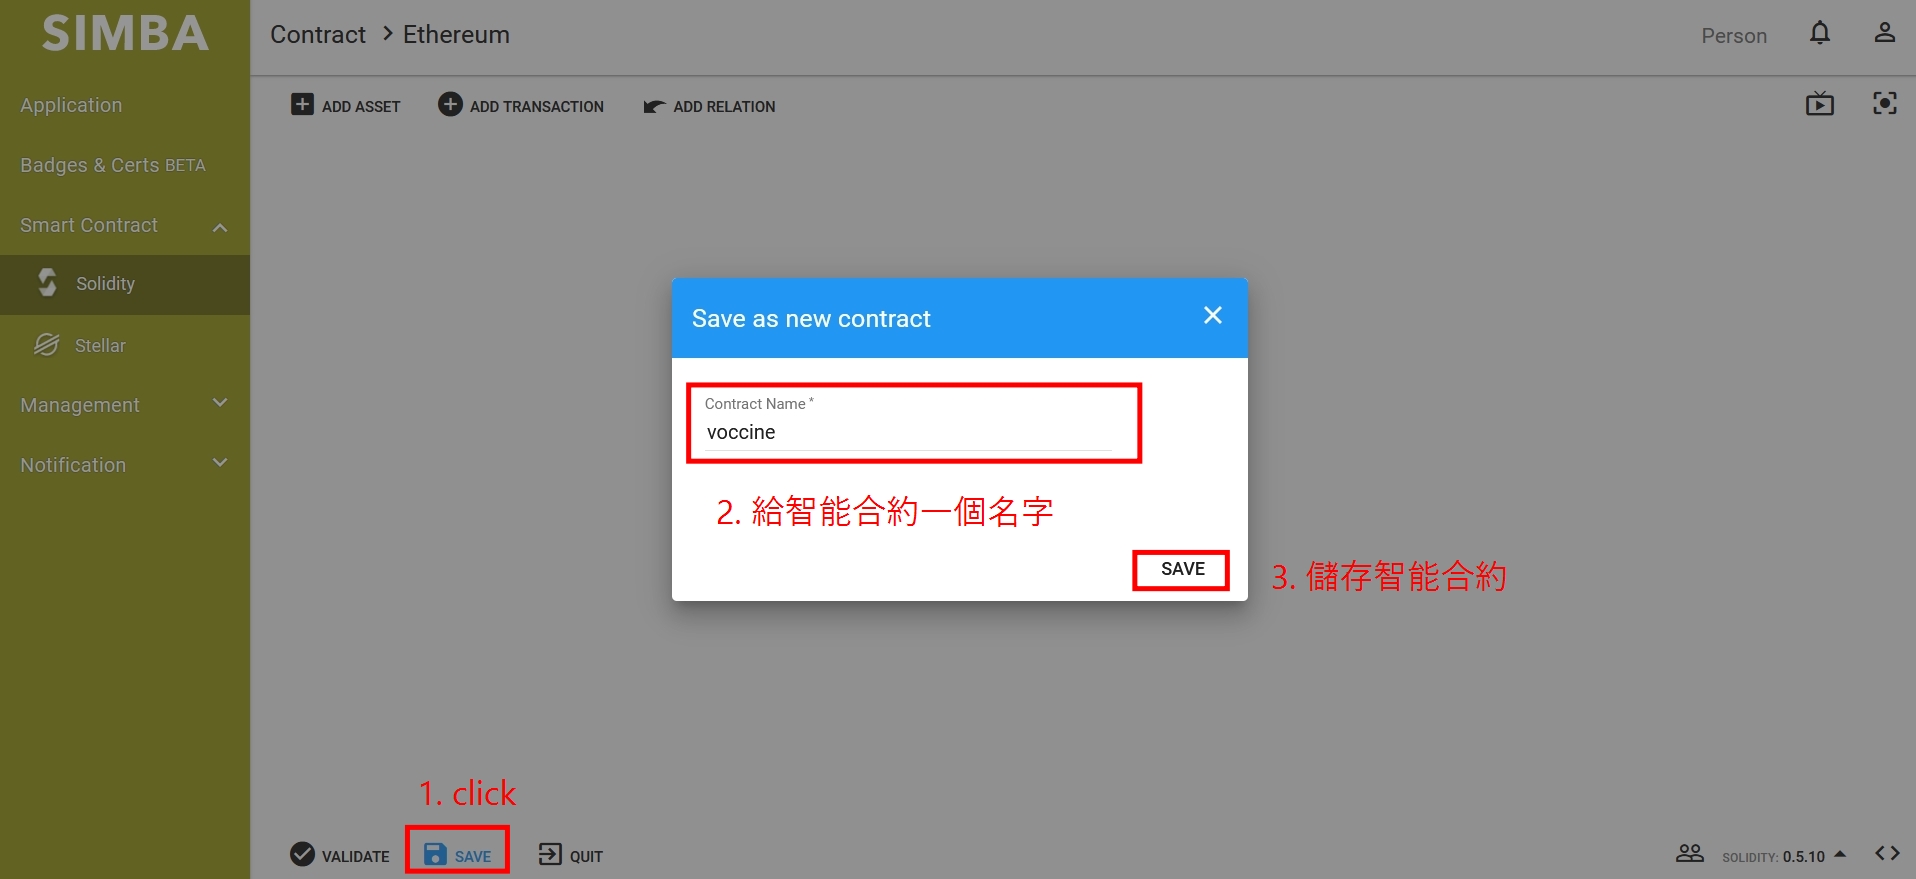 SIMBA
Contract > Ethereum
Person
Application
Badges & Certs BETA
Smart Contract
Solidity
Stellar
Management
Notification
ADD ASSET
ADD TRANSACTION
ADD RELATION
Save as new contract
Contract Name *
voccine
2. 給智能合約一個名字
SAVE
3. 儲存智能合約
1. click
VALIDATE
SAVE
QUIT
SOLIDITY: 0.5.10